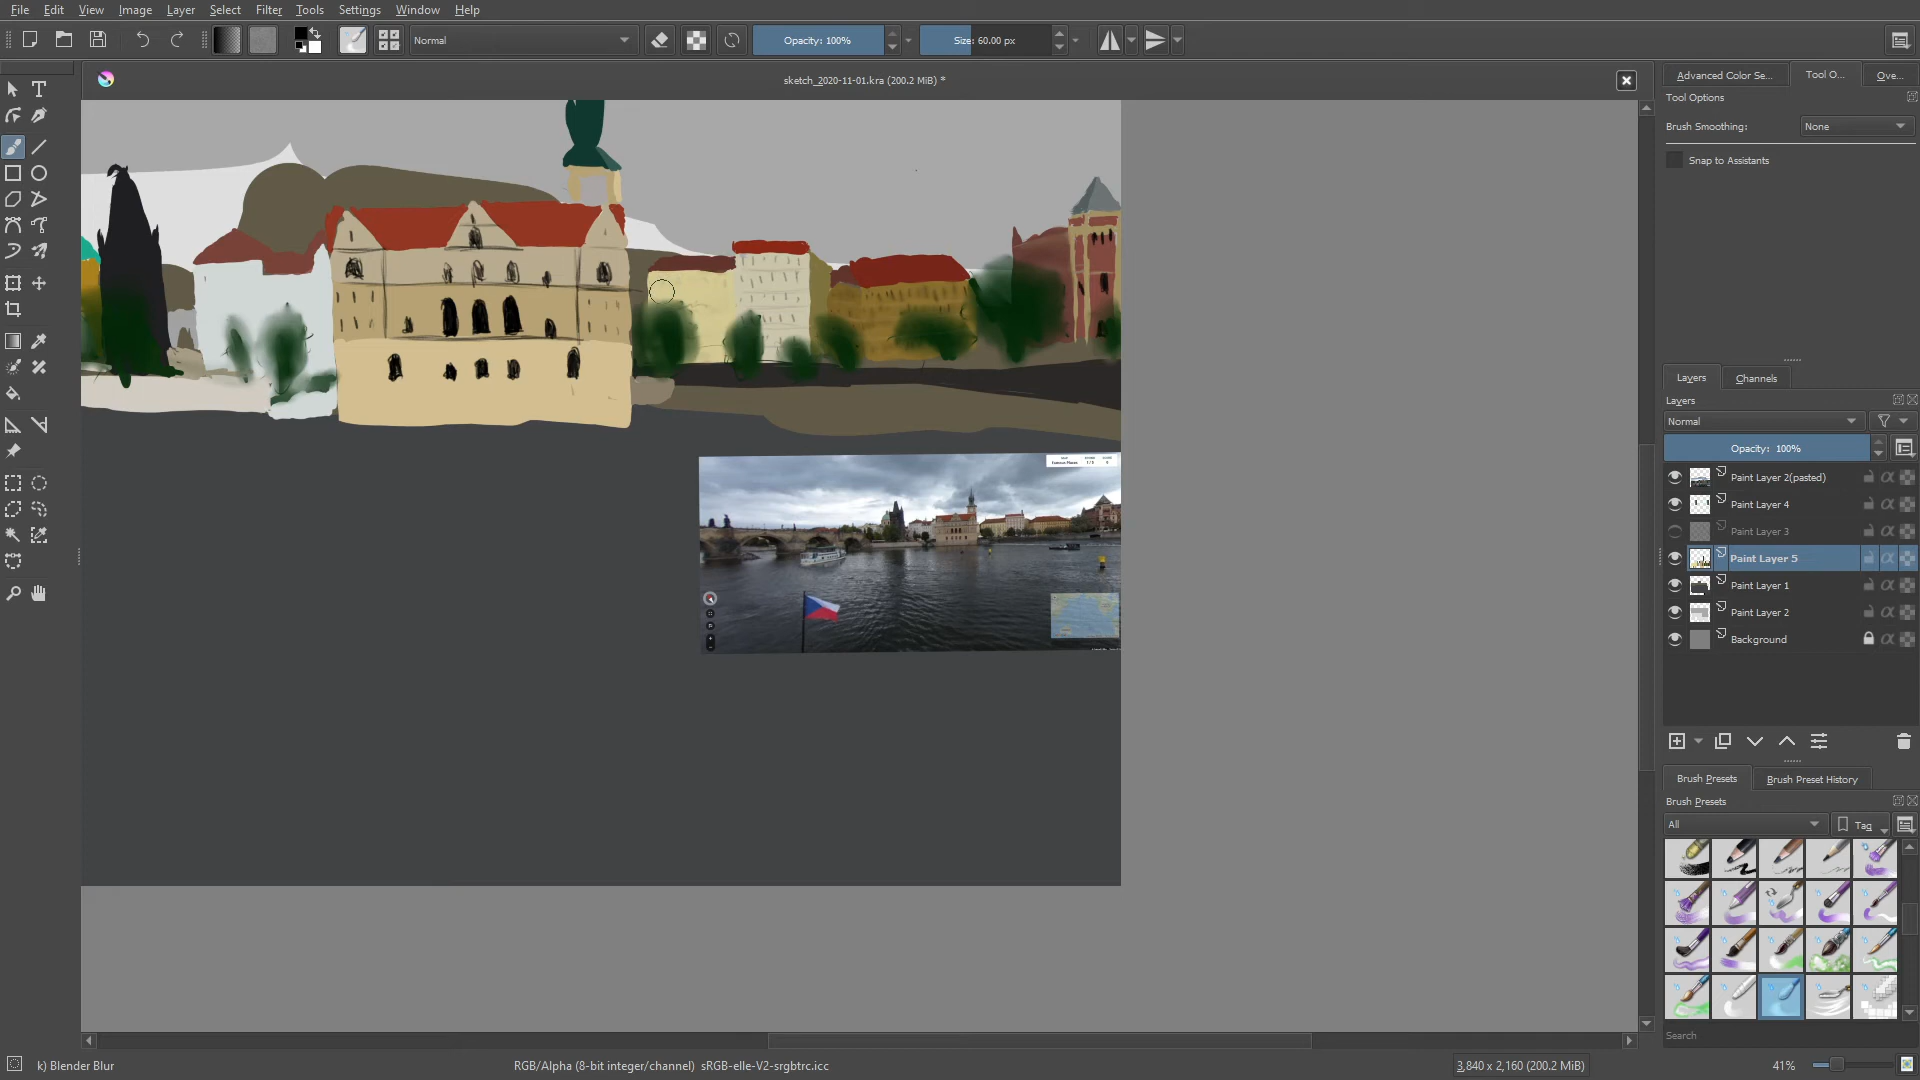 File Edit View Image Layer Select Filter Tools Settings Window Help
Normal
Opacity: 100%
Size: 60.00 px
sketch_2020-11-01.kra (200.2 MiB) *
Advanced Color Se... Tool O... Ove...
Tool Options
Brush Smoothing: None
Snap to Assistants
Layers Channels
Layers
Normal
Opacity: 100%
Paint Layer 2(pasted)
Paint Layer 4
Paint Layer 3
Paint Layer 5
Paint Layer 1
Paint Layer 2
Background
Brush Presets Brush Preset History
Brush Presets
All Tag
Search
k) Blender Blur
RGB/Alpha (8-bit integer/channel) sRGB-elle-V2-srgbtrc.icc
3,840 x 2,160 (200.2 MiB)
41%